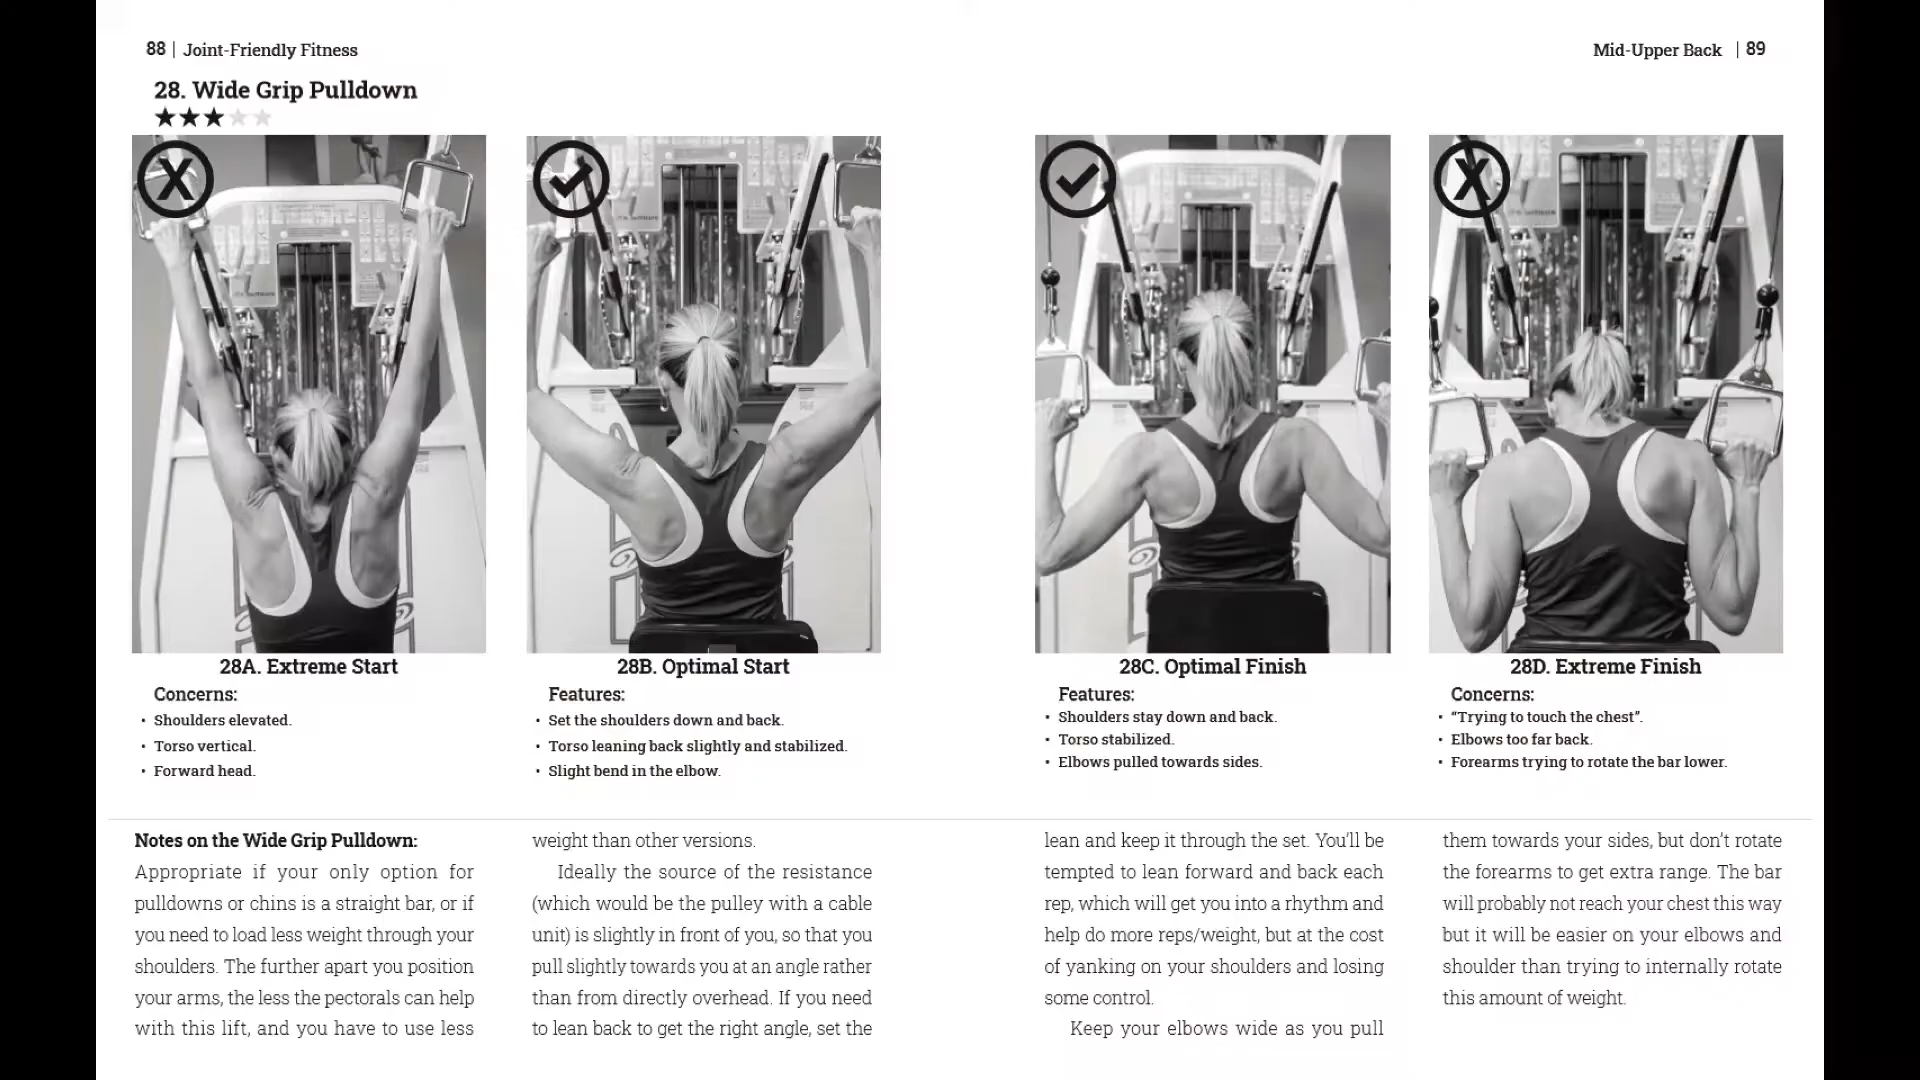 88 | Joint-Friendly Fitness
Mid-Upper Back | 89
28. Wide Grip Pulldown
★★★☆☆
X
X
28A. Extreme Start
Concerns:
• Shoulders elevated.
• Torso vertical.
• Forward head.
28B. Optimal Start
Features:
• Set the shoulders down and back.
• Torso leaning back slightly and stabilized.
• Slight bend in the elbow.
28C. Optimal Finish
Features:
• Shoulders stay down and back.
• Torso stabilized.
• Elbows pulled towards sides.
28D. Extreme Finish
Concerns:
• “Trying to touch the chest”.
• Elbows too far back.
• Forearms trying to rotate the bar lower.
Notes on the Wide Grip Pulldown:
Appropriate if your only option for
pulldowns or chins is a straight bar, or if
you need to load less weight through your
shoulders. The further apart you position
your arms, the less the pectorals can help
with this lift, and you have to use less
weight than other versions.
Ideally the source of the resistance
(which would be the pulley with a cable
unit) is slightly in front of you, so that you
pull slightly towards you at an angle rather
than from directly overhead. If you need
to lean back to get the right angle, set the
lean and keep it through the set. You’ll be
tempted to lean forward and back each
rep, which will get you into a rhythm and
help do more reps/weight, but at the cost
of yanking on your shoulders and losing
some control.
Keep your elbows wide as you pull
them towards your sides, but don’t rotate
the forearms to get extra range. The bar
will probably not reach your chest this way
but it will be easier on your elbows and
shoulder than trying to internally rotate
this amount of weight.